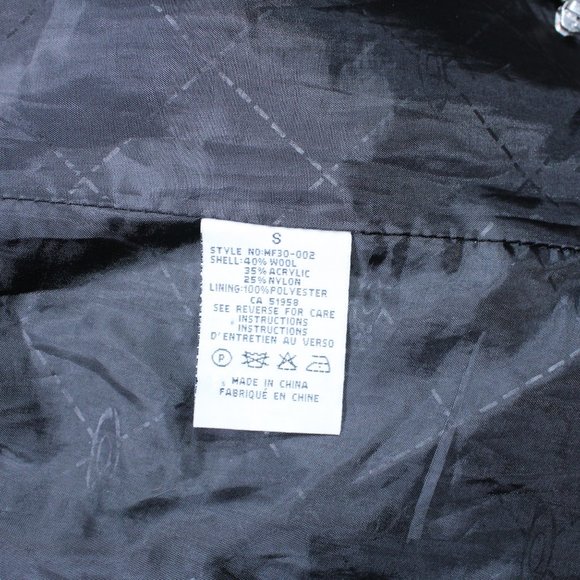 S
STYLE NO:MF30-002
SHELL:40% WOOL
35% ACRYLIC
25% NYLON
LINING:100% POLYESTER
CA 51958
SEE REVERSE FOR CARE
INSTRUCTIONS
INSTRUCTIONS
D'ENTRETIEN AU VERSO
P
MADE IN CHINA
FABRIQUÉ EN CHINE